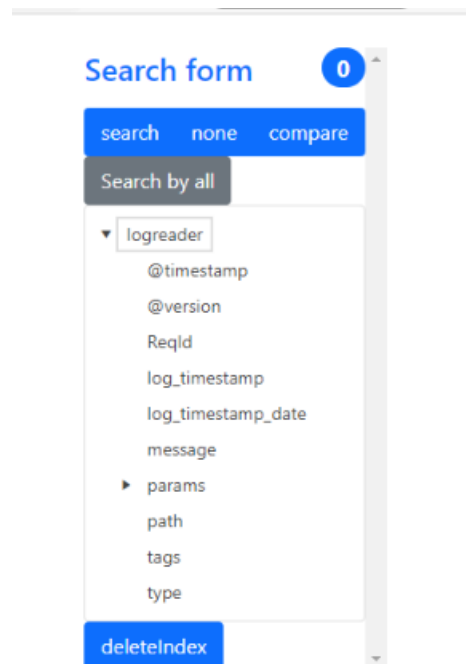 Search form 0
search none compare
Search by all
logreader
@timestamp
@version
ReqId
log_timestamp
log_timestamp_date
message
params
path
tags
type
deleteIndex